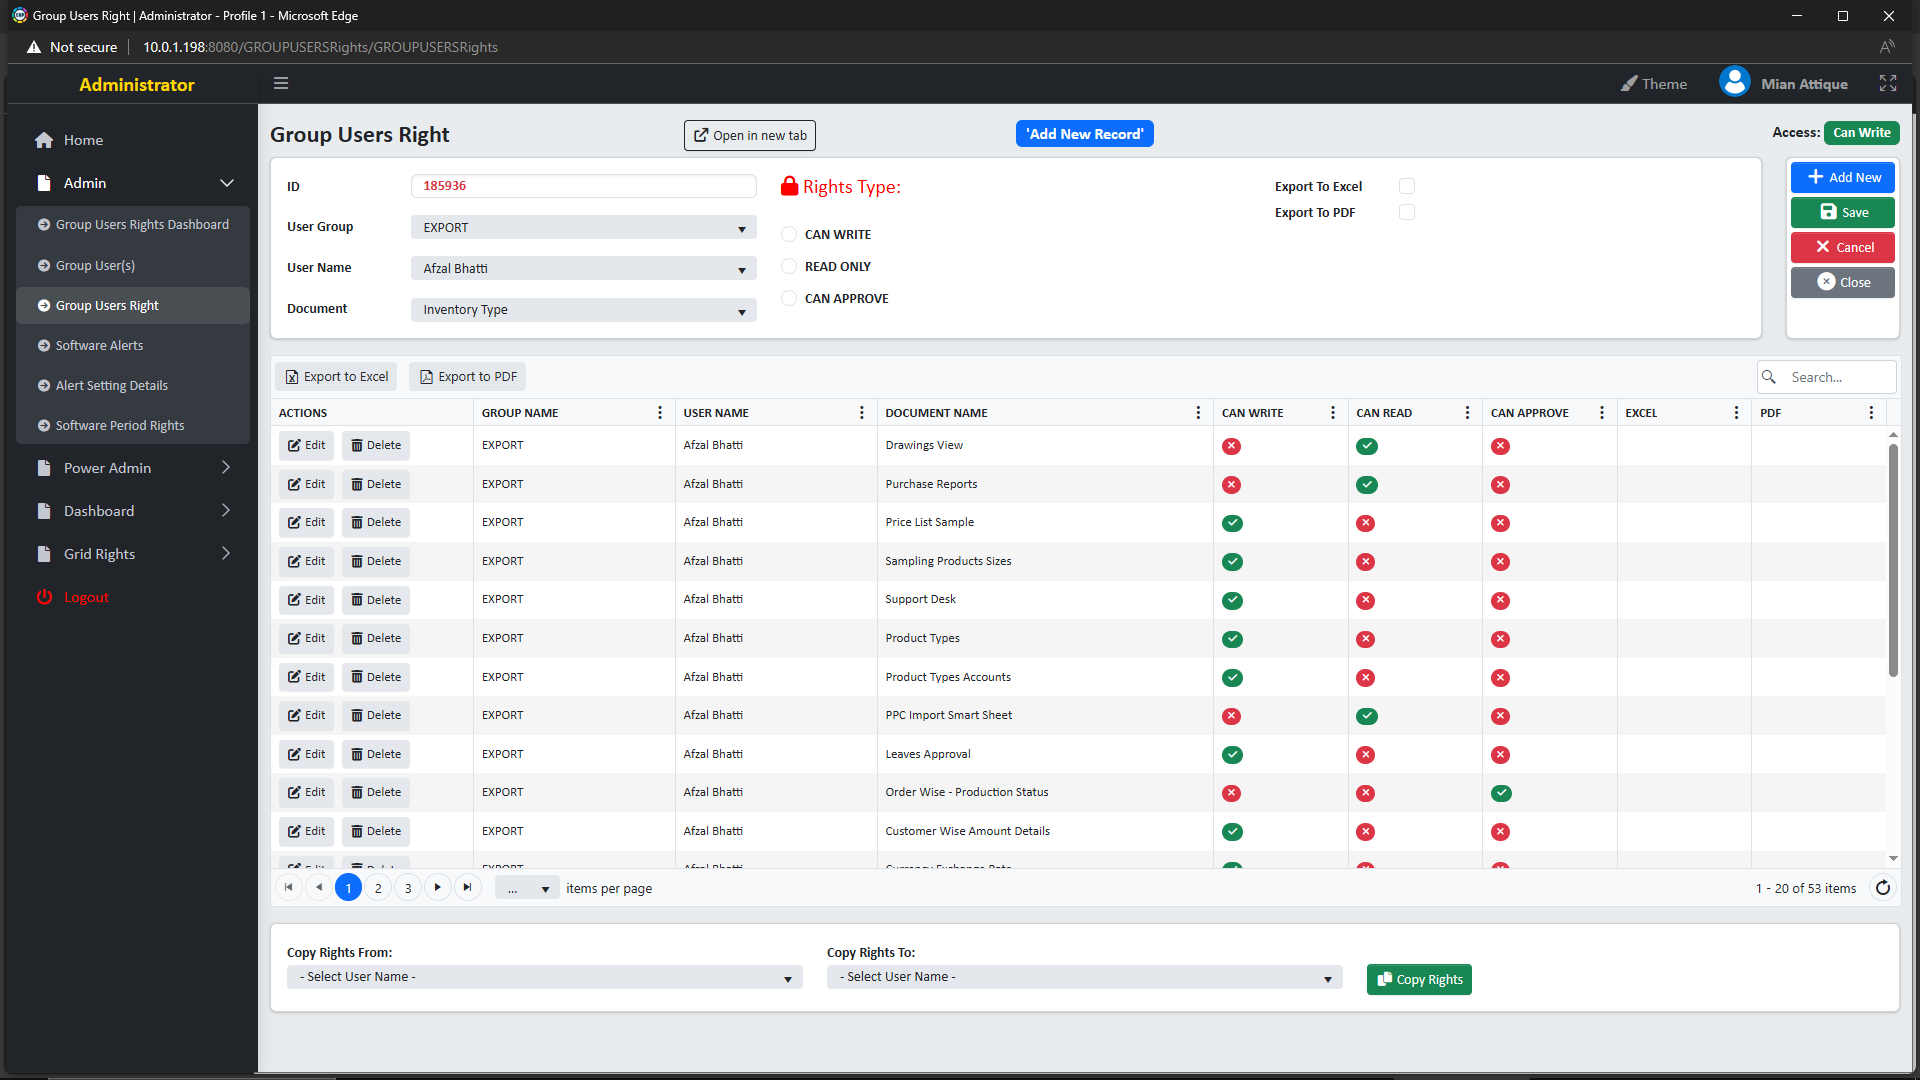 Group Users Right | Administrator - Profile 1 - Microsoft Edge
Not secure 10.0.1.198:8080/GROUPUSERSRights/GROUPUSERSRights
Administrator Theme Mian Attique
Home
Admin
Group Users Rights Dashboard
Group User(s)
Group Users Right
Software Alerts
Alert Setting Details
Software Period Rights
Power Admin
Dashboard
Grid Rights
Logout
Group Users Right Open in new tab 'Add New Record' Access: Can Write
ID 185936
User Group EXPORT
User Name Afzal Bhatti
Document Inventory Type
Rights Type:
CAN WRITE
READ ONLY
CAN APPROVE
Export To Excel
Export To PDF
Add New
Save
Cancel
Close
Export to Excel Export to PDF Search...
ACTIONS GROUP NAME USER NAME DOCUMENT NAME CAN WRITE CAN READ CAN APPROVE EXCEL PDF
Edit Delete EXPORT Afzal Bhatti Drawings View
Edit Delete EXPORT Afzal Bhatti Purchase Reports
Edit Delete EXPORT Afzal Bhatti Price List Sample
Edit Delete EXPORT Afzal Bhatti Sampling Products Sizes
Edit Delete EXPORT Afzal Bhatti Support Desk
Edit Delete EXPORT Afzal Bhatti Product Types
Edit Delete EXPORT Afzal Bhatti Product Types Accounts
Edit Delete EXPORT Afzal Bhatti PPC Import Smart Sheet
Edit Delete EXPORT Afzal Bhatti Leaves Approval
Edit Delete EXPORT Afzal Bhatti Order Wise - Production Status
Edit Delete EXPORT Afzal Bhatti Customer Wise Amount Details
1 2 3 ... items per page 1 - 20 of 53 items
Copy Rights From: Copy Rights To:
- Select User Name - - Select User Name - Copy Rights